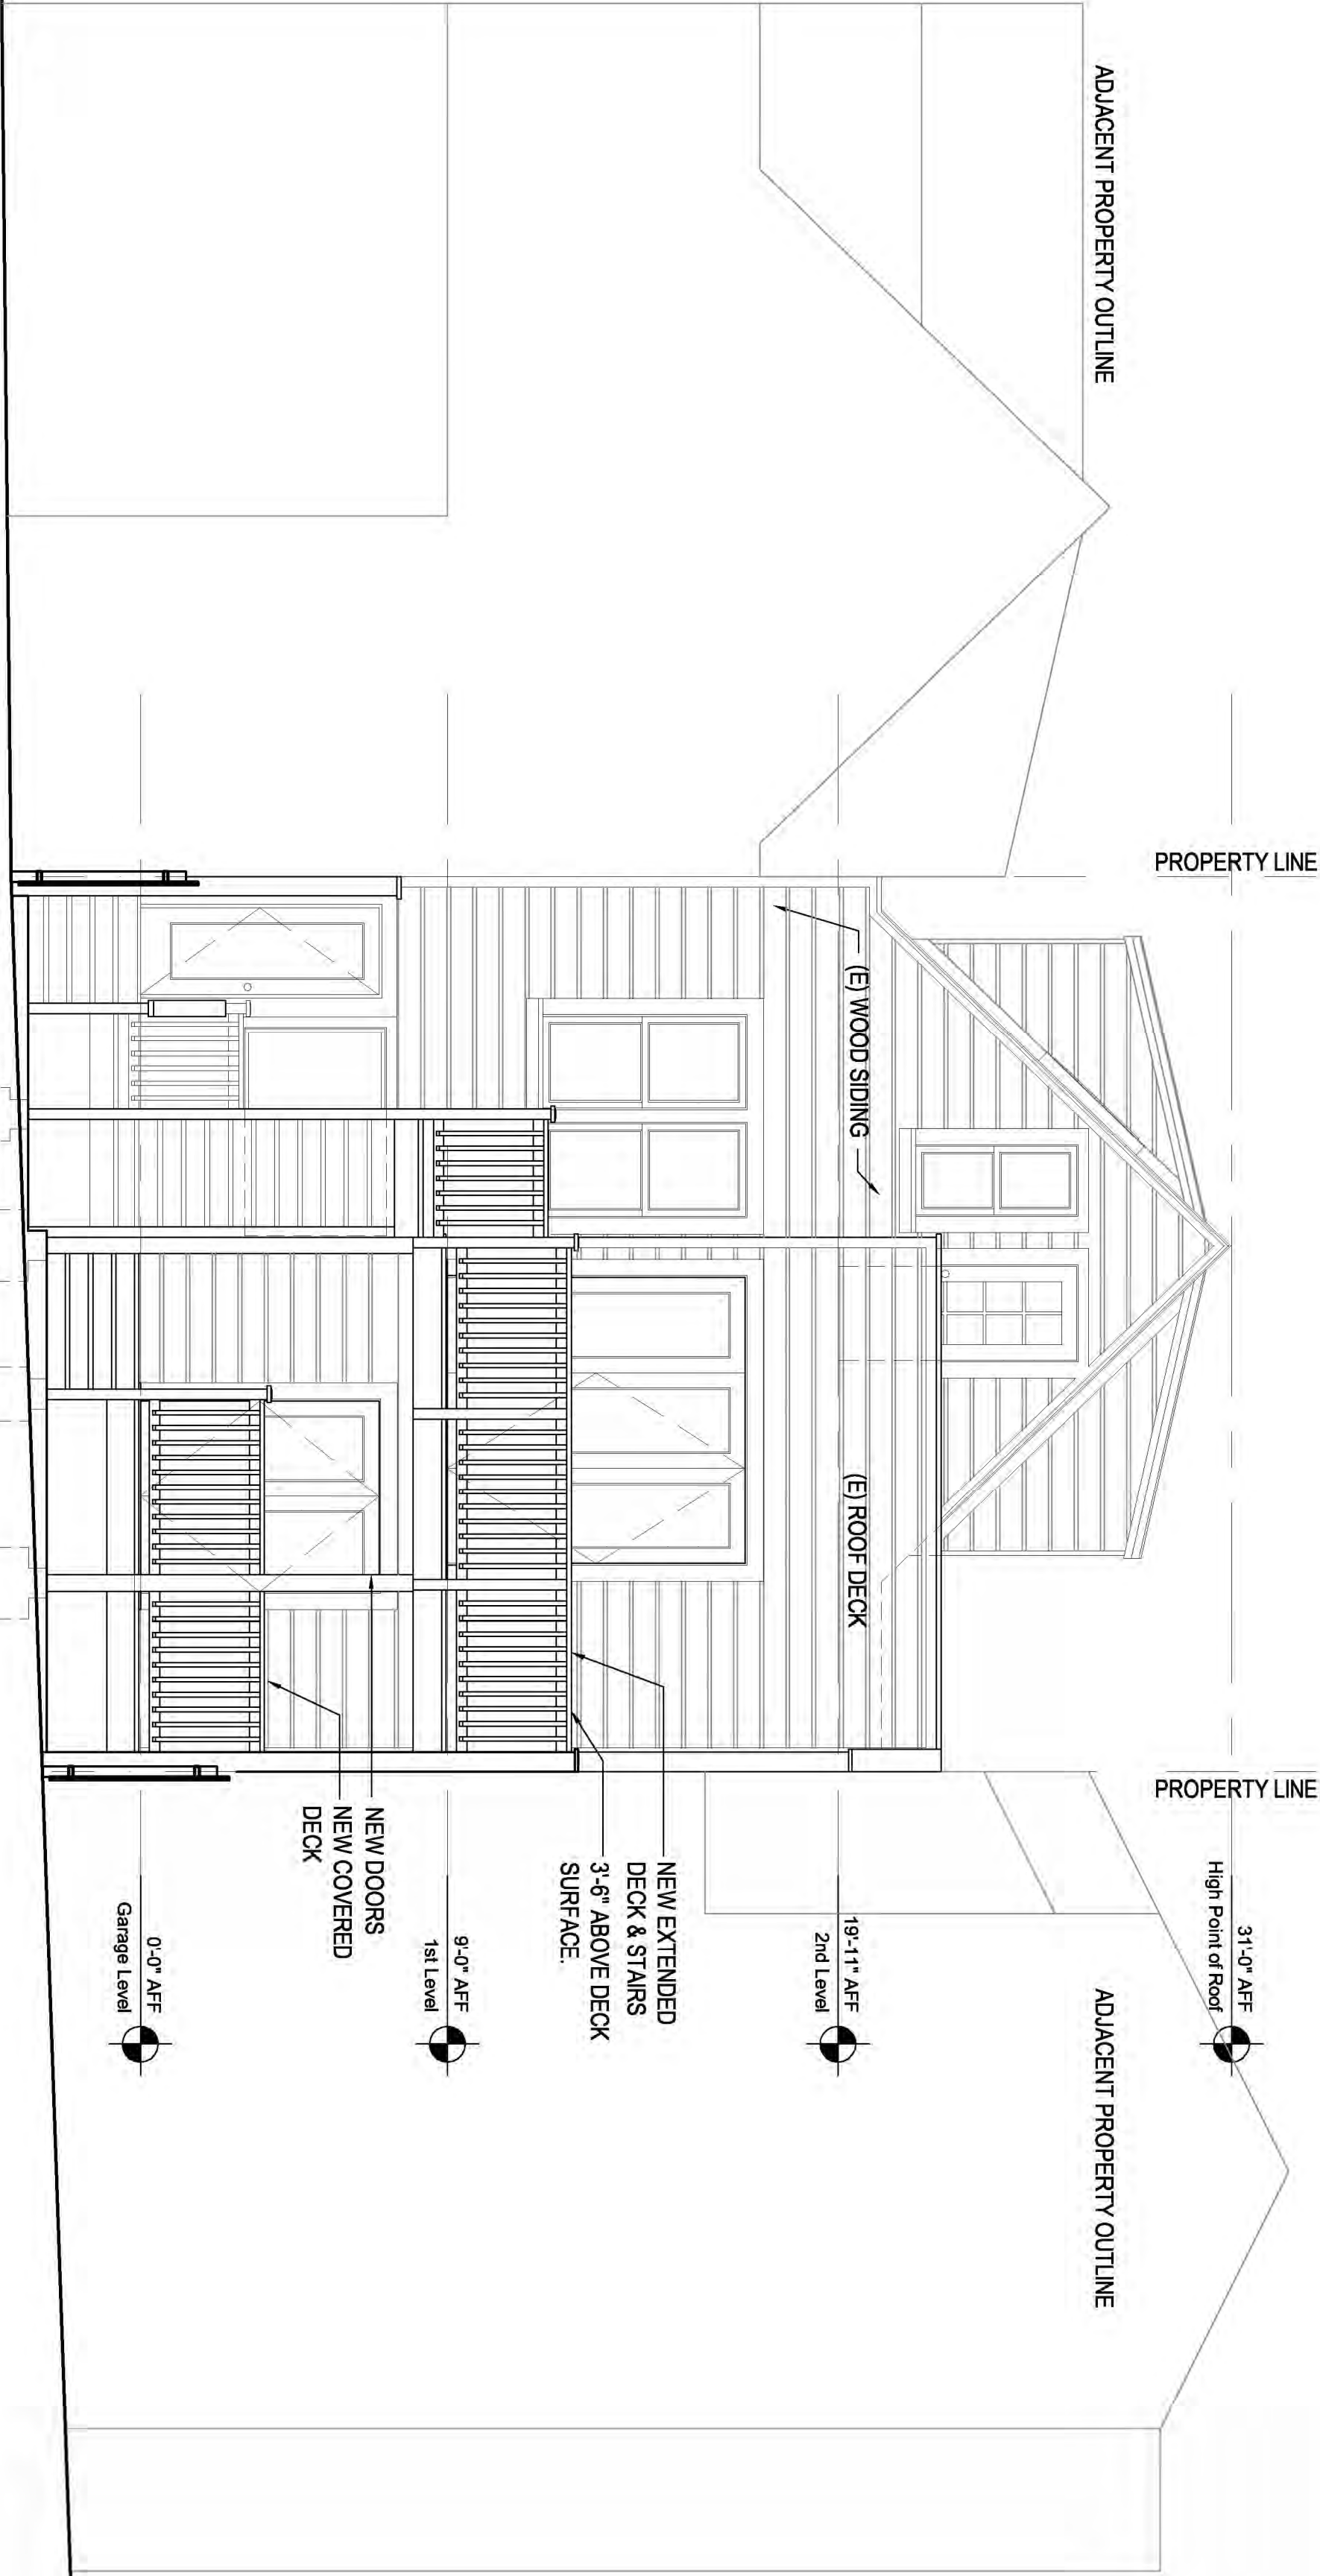 ADJACENT PROPERTY OUTLINE
PROPERTY LINE
PROPERTY LINE
ADJACENT PROPERTY OUTLINE
31'-0" AFF
High Point of Roof
(E) WOOD SIDING
(E) ROOF DECK
19'-11" AFF
2nd Level
NEW EXTENDED
DECK & STAIRS
3'-6" ABOVE DECK
SURFACE.
9'-0" AFF
1st Level
NEW DOORS
NEW COVERED
DECK
0'-0" AFF
Garage Level